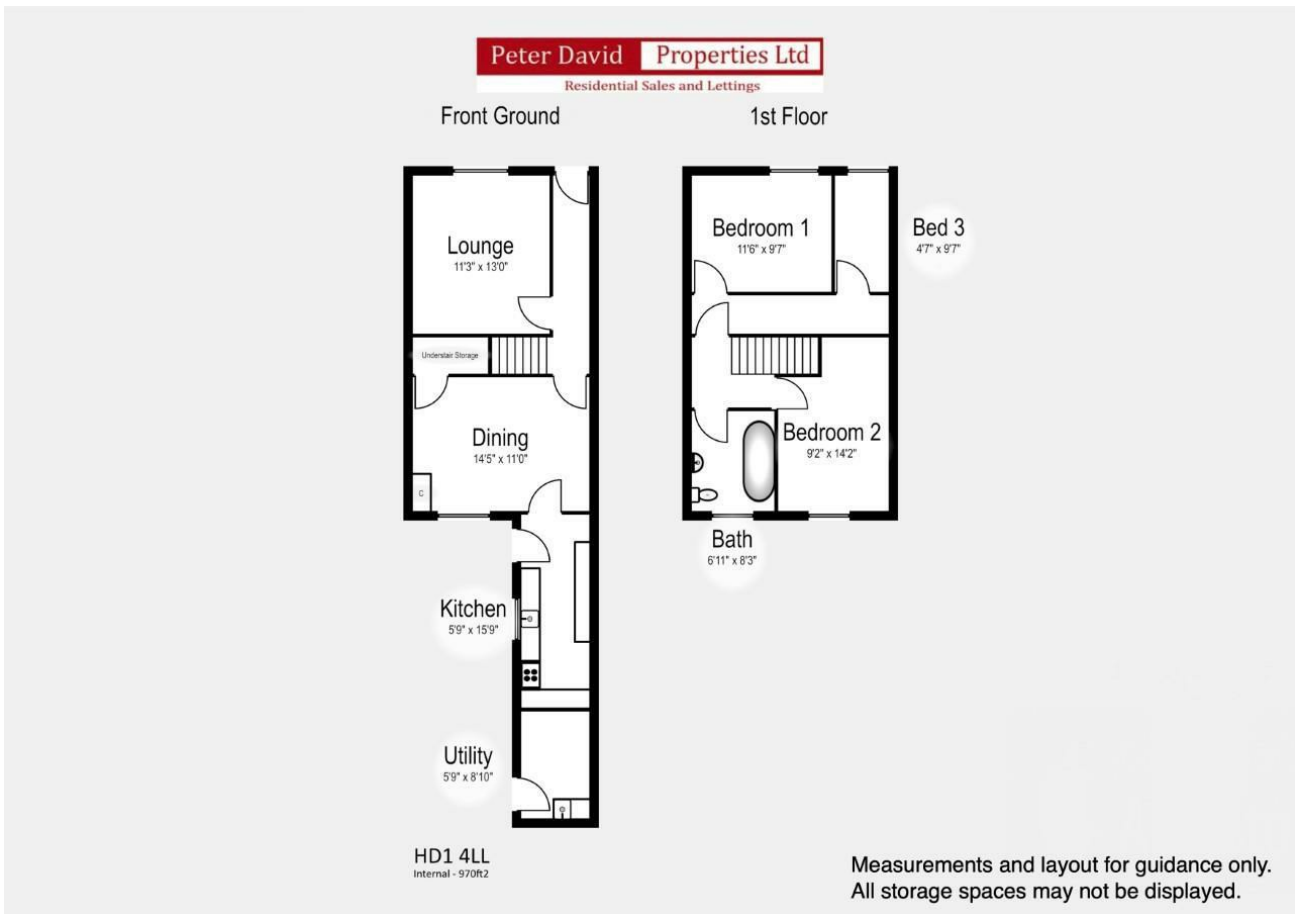 Peter David Properties Ltd
Residential Sales and Lettings
Front Ground
1st Floor
Lounge
11'3" x 13'0"
Understair Storage
Dining
14'5" x 11'0"
C
Kitchen
5'9" x 15'9"
Utility
5'9" x 8'10"
Bedroom 1
11'6" x 9'7"
Bed 3
4'7" x 9'7"
Bedroom 2
9'2" x 14'2"
Bath
6'11" x 8'3"
HD1 4LL
Internal - 970ft2
Measurements and layout for guidance only.
All storage spaces may not be displayed.